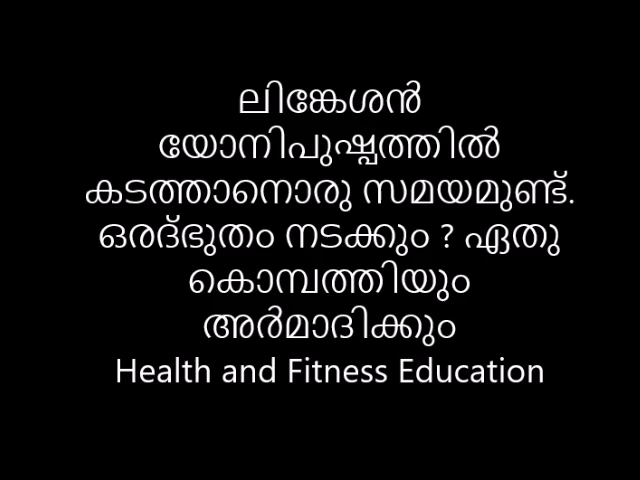 ലിങ്കേശൻ
യോനിപുഷ്പത്തിൽ
കടത്താനൊരു സമയമുണ്ട്.
ഒരദ്ഭുതം നടക്കും ? ഏതു
കൊമ്പത്തിയും
അർമാദിക്കും
Health and Fitness Education